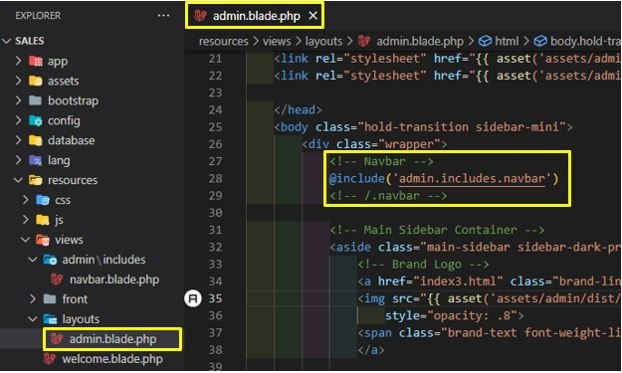 EXPLORER
SALES
app
assets
bootstrap
config
database
lang
resources
css
js
views
admin\includes
navbar.blade.php
front
layouts
admin.blade.php
welcome.blade.php
admin.blade.php
resources > views > layouts > admin.blade.php > html > body.hold-tra
21 <link rel="stylesheet" href="{{ asset('assets/admi
22 <link rel="stylesheet" href="{{ asset('assets/admi
23
24 </head>
25 <body class="hold-transition sidebar-mini">
26 <div class="wrapper">
27 <!-- Navbar -->
28 @include('admin.includes.navbar')
29 <!-- /.navbar -->
30
31 <!-- Main Sidebar Container -->
32 <aside class="main-sidebar sidebar-dark-pr
33 <!-- Brand Logo -->
34 <a href="index3.html" class="brand-lin
35 <img src="{{ asset('assets/admin/dist/
36 style="opacity: .8">
37 <span class="brand-text font-weight-li
38 </a>